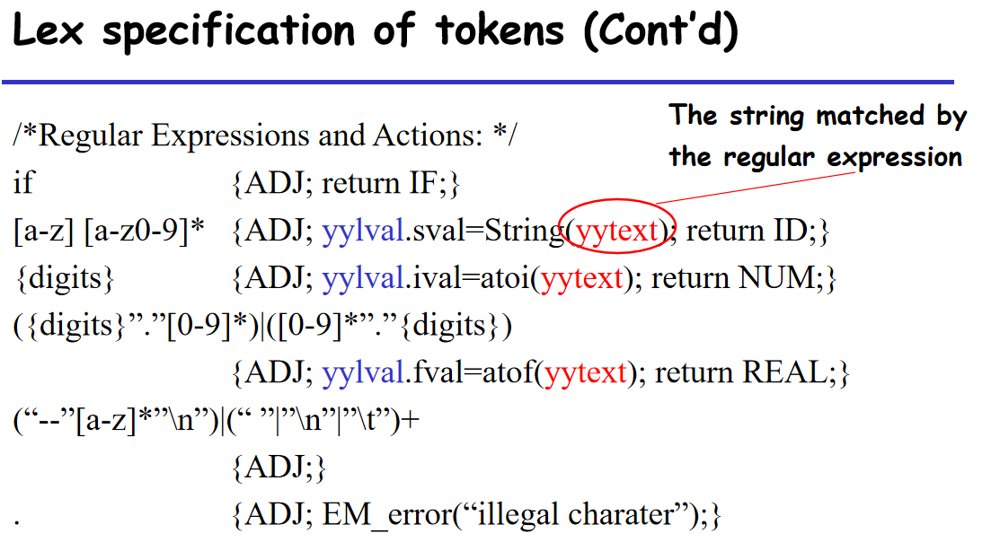 Lex specification of tokens (Cont’d)
The string matched by
the regular expression
/*Regular Expressions and Actions: */
if {ADJ; return IF;}
[a-z] [a-z0-9]* {ADJ; yylval.sval=String(yytext); return ID;}
{digits} {ADJ; yylval.ival=atoi(yytext); return NUM;}
({digits}”.”[0-9]*)|([0-9]*”.”{digits})
{ADJ; yylval.fval=atof(yytext); return REAL;}
(“--”[a-z]*”\n”)|(“ ”|”\n”|”\t”)+
{ADJ;}
. {ADJ; EM_error(“illegal charater”);}